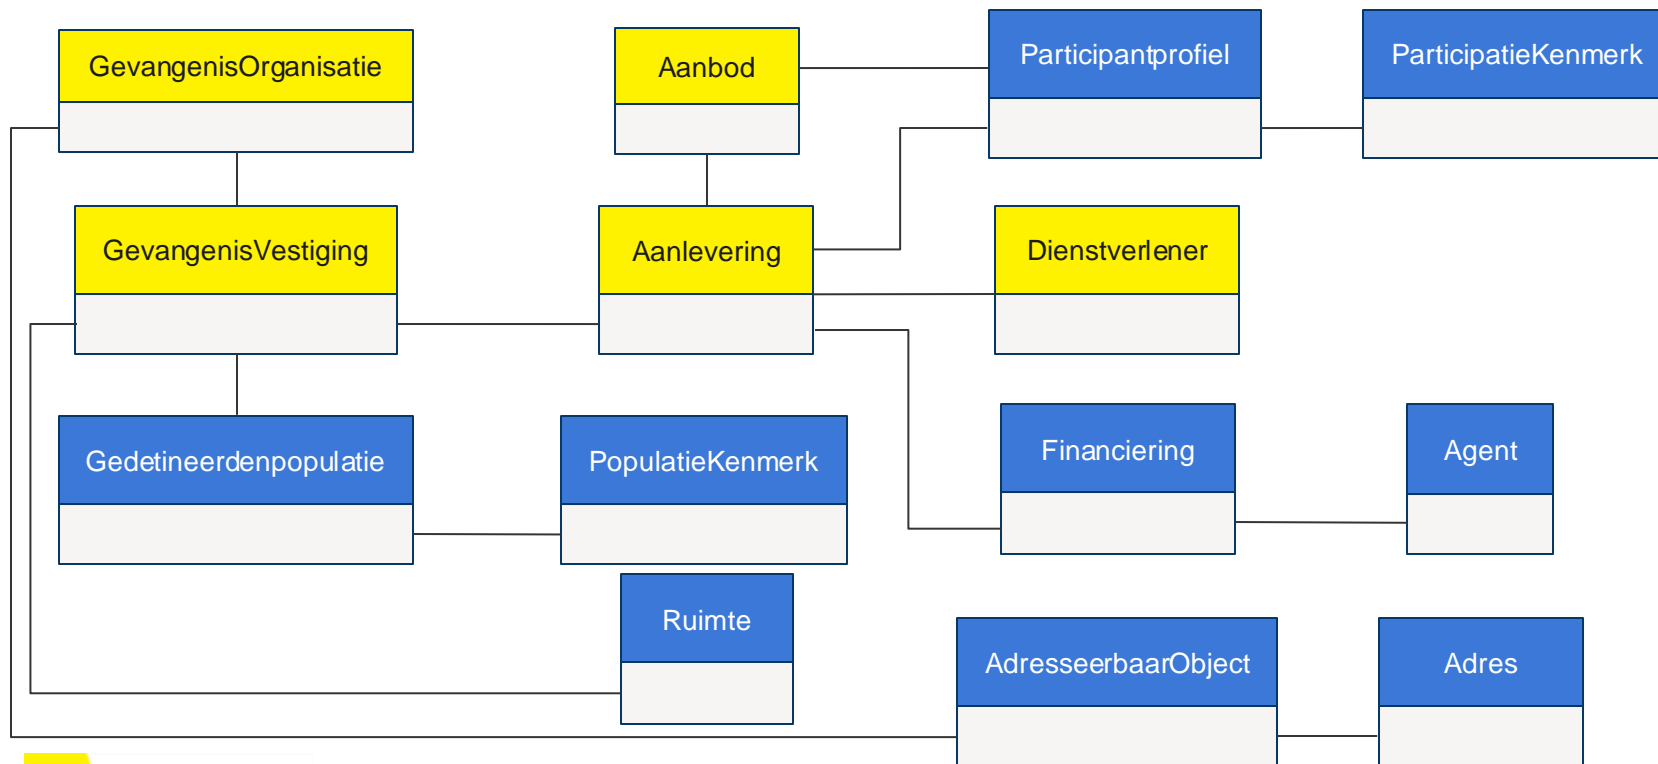 GevangenisOrganisatie
Aanbod
Participantprofiel
ParticipatieKenmerk
GevangenisVestiging
Aanlevering
Dienstverlener
Gedetineerdenpopulatie
PopulatieKenmerk
Financiering
Agent
Ruimte
AdresseerbaarObject
Adres